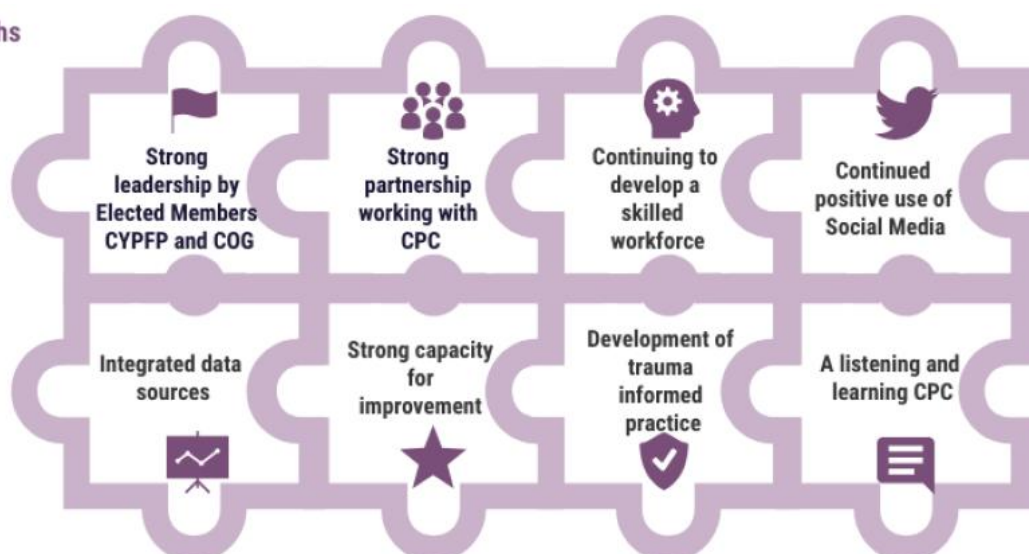 Strong
leadership by
Elected Members
CYPFP and COG
Strong
partnership
working with
CPC
Continuing to
develop a
skilled
workforce
Continued
positive use of
Social Media
Integrated data
sources
Strong capacity
for
improvement
Development of
trauma
informed
practice
A listening and
learning CPC